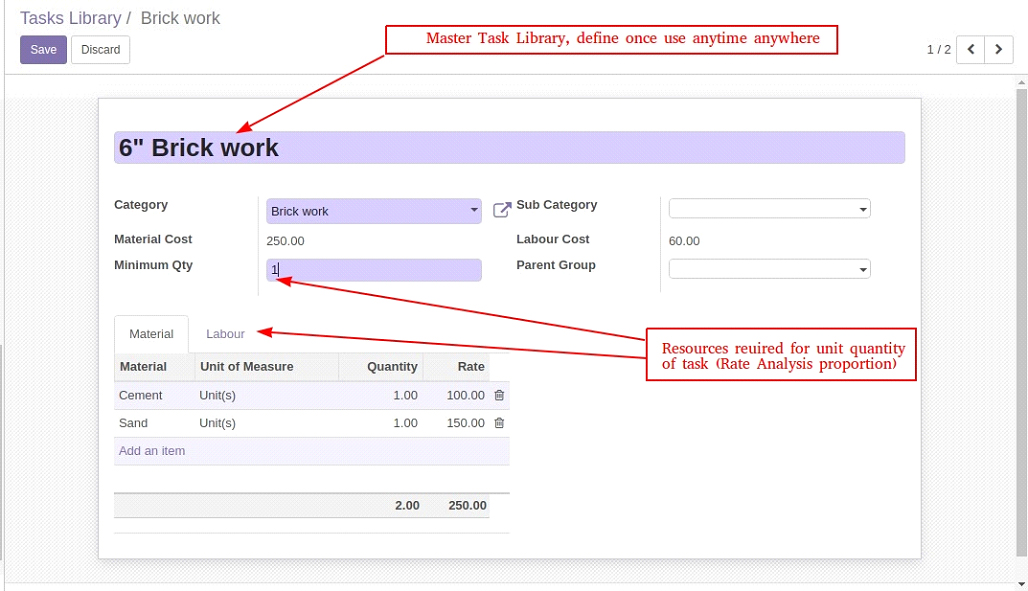 Tasks Library / Brick work
Save Discard
Master Task Library, define once use anytime anywhere
1 / 2
6" Brick work
Category Brick work Sub Category
Material Cost 250.00 Labour Cost 60.00
Minimum Qty 1 Parent Group
Material Labour
Resources reuired for unit quantity
of task (Rate Analysis proportion)
Material Unit of Measure Quantity Rate
Cement Unit(s) 1.00 100.00
Sand Unit(s) 1.00 150.00
Add an item
2.00 250.00